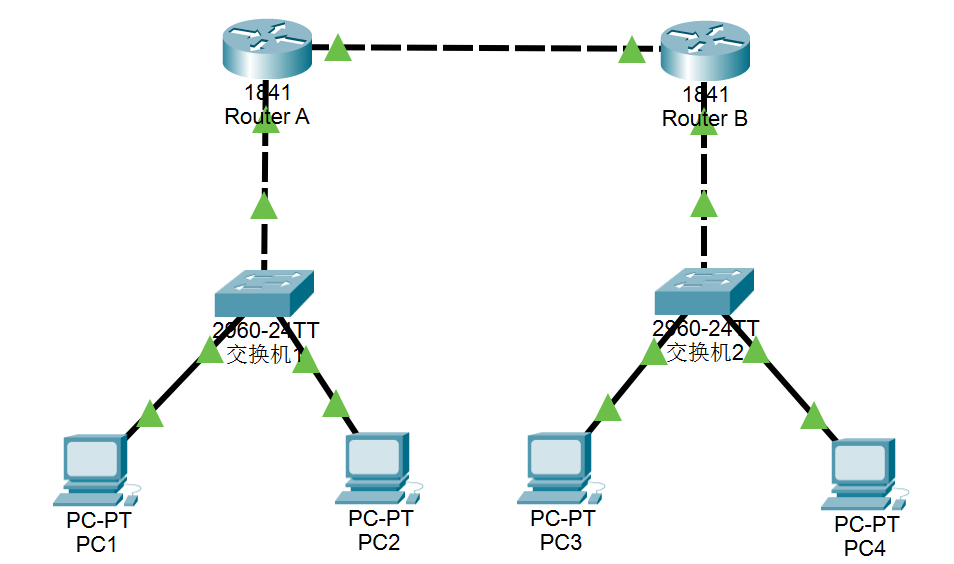 1841
Router A
1841
Router B
2960-24TT
交换机1
2960-24TT
交换机2
PC-PT
PC1
PC-PT
PC2
PC-PT
PC3
PC-PT
PC4